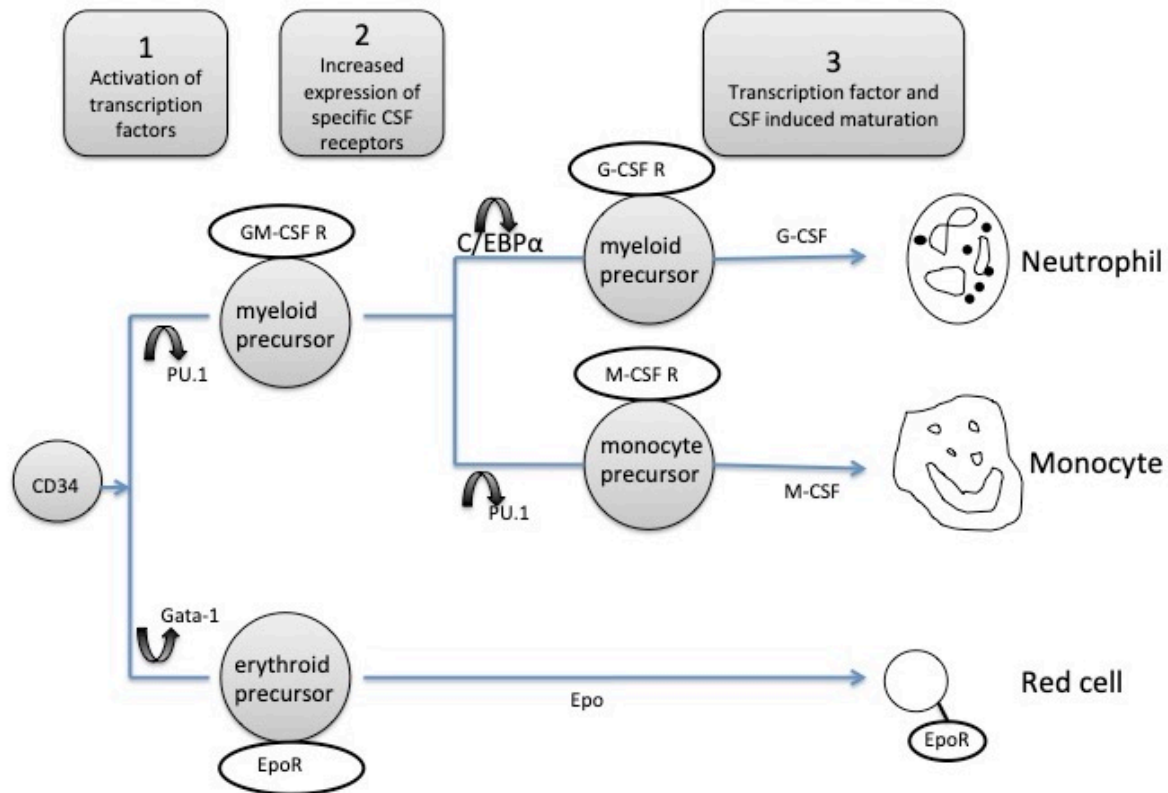 1
Activation of
transcription
factors
2
Increased
expression of
specific CSF
receptors
3
Transcription factor and
CSF induced maturation
GM-CSF R
myeloid
precursor
PU.1
C/EBPα
G-CSF R
myeloid
precursor
G-CSF
Neutrophil
M-CSF R
monocyte
precursor
PU.1
M-CSF
Monocyte
CD34
Gata-1
erythroid
precursor
EpoR
Epo
Red cell
EpoR